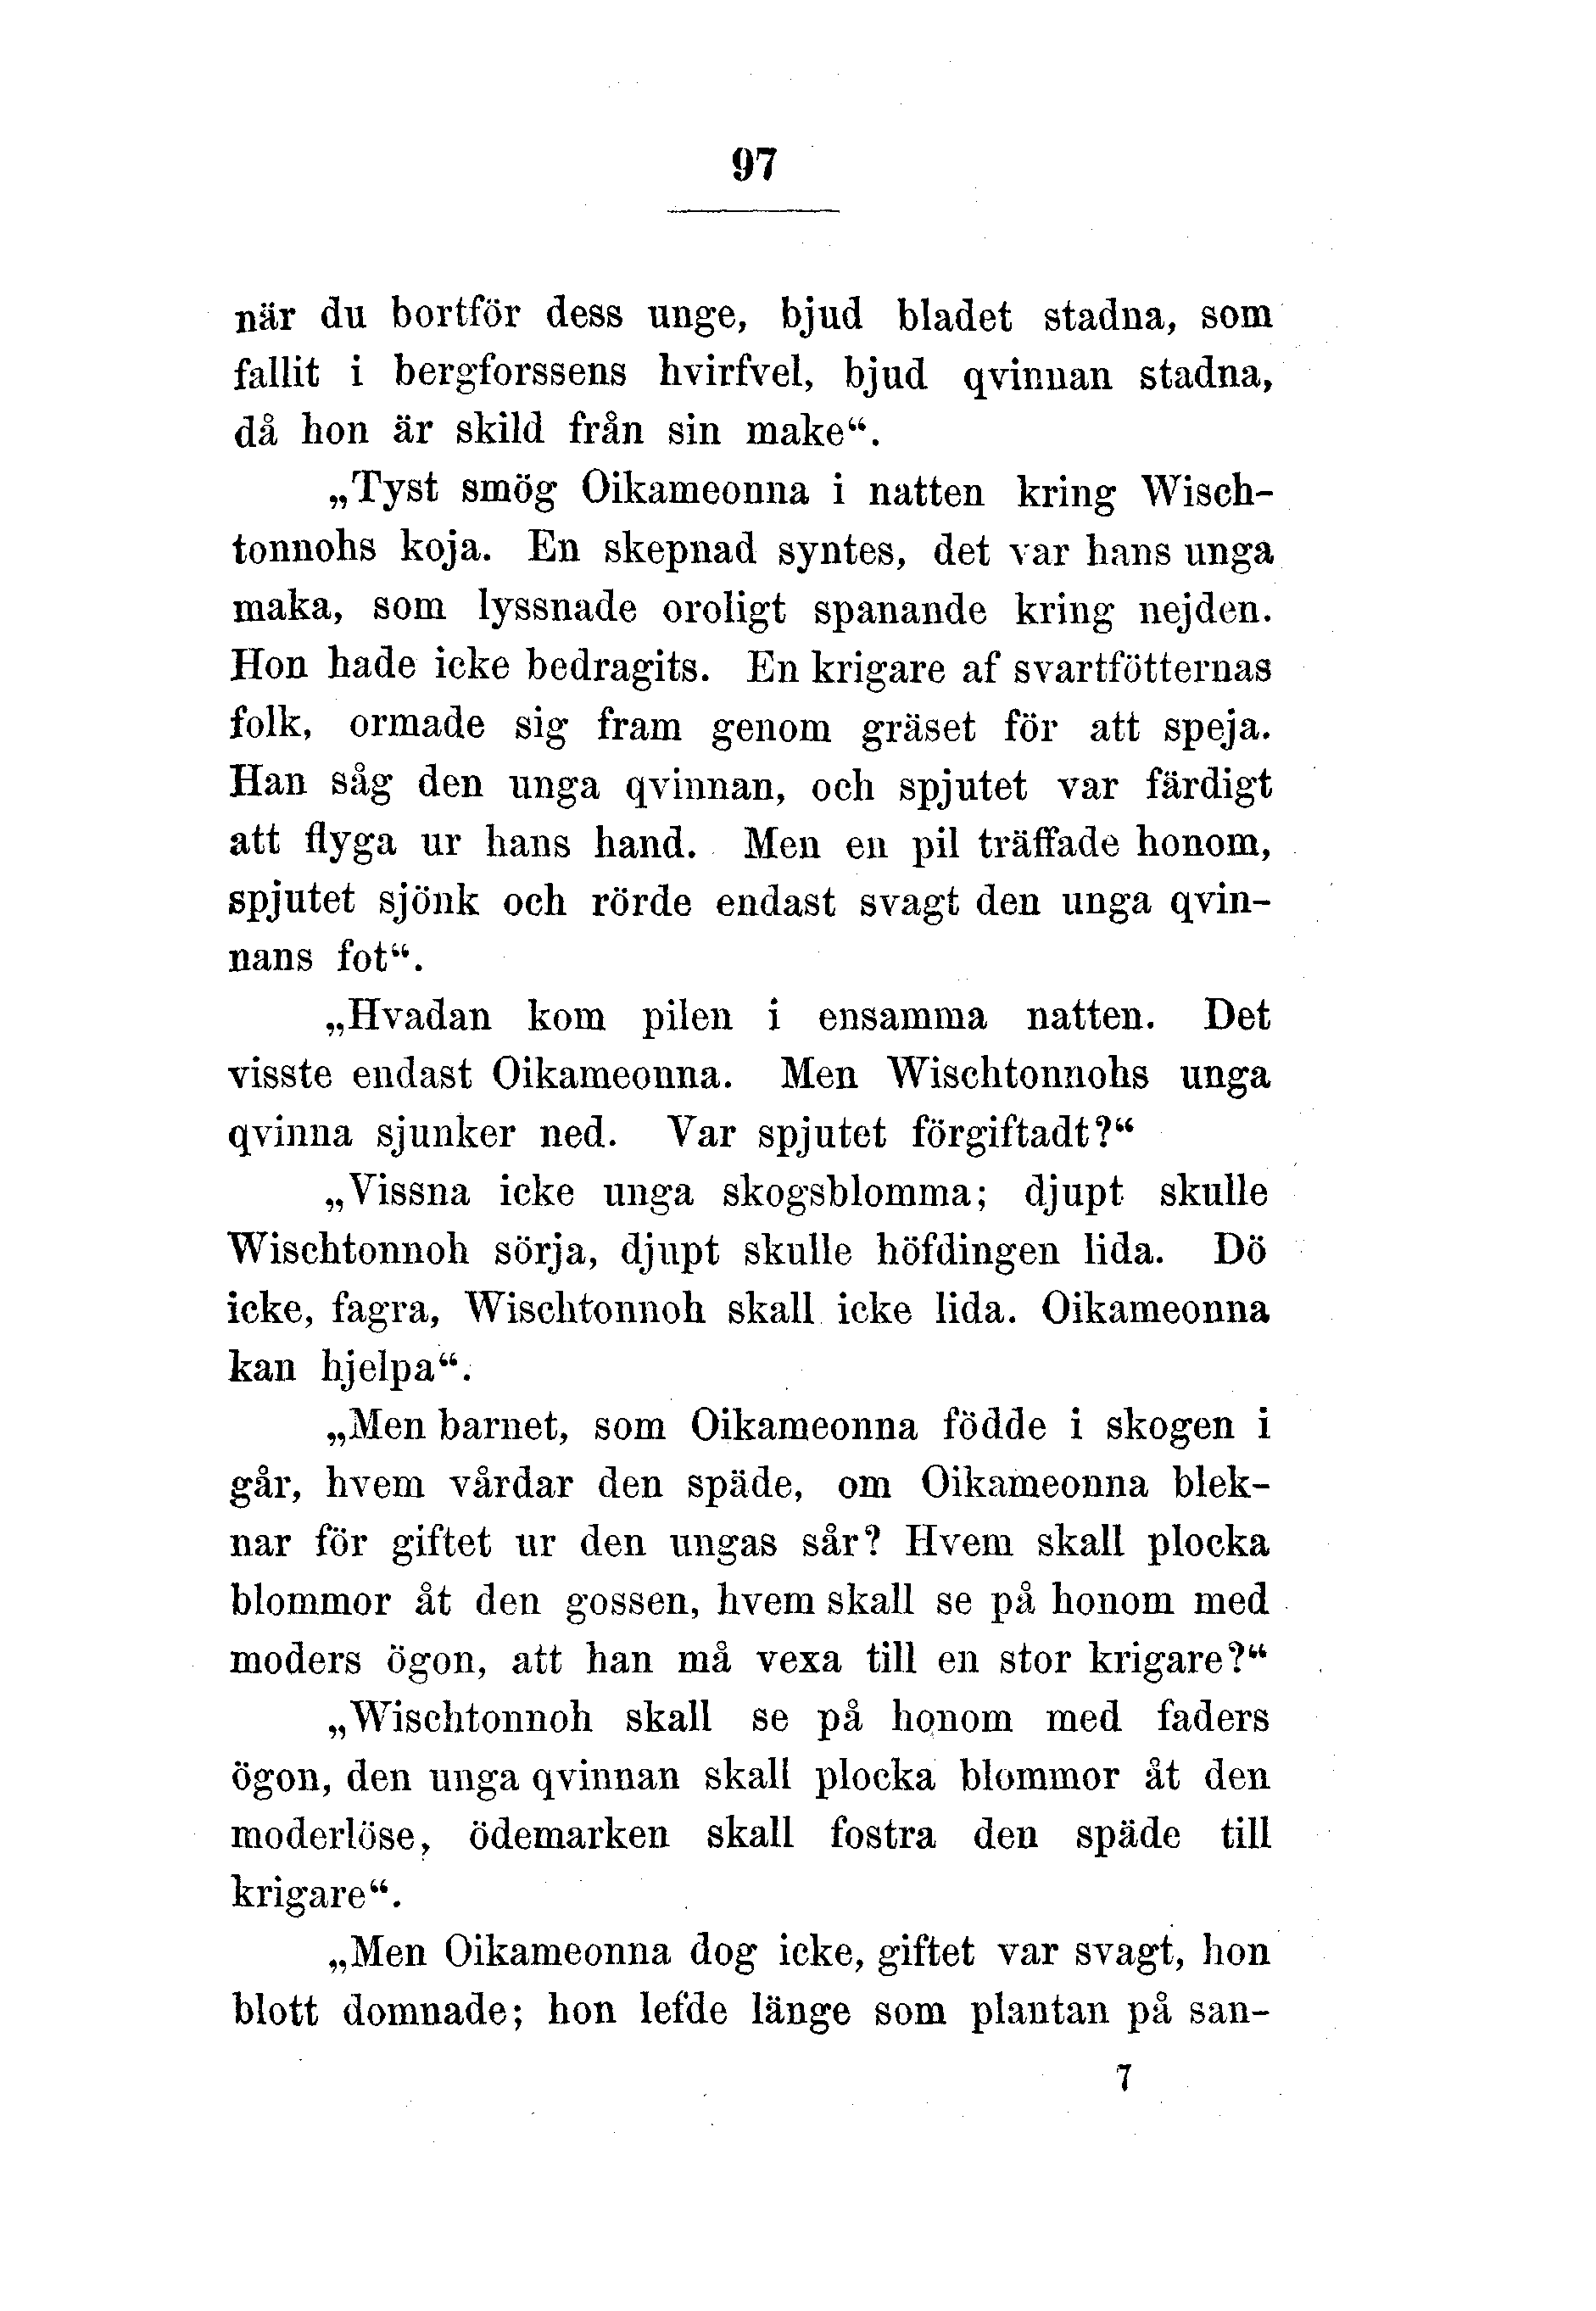 97
när du bortför dess unge, bjud bladet stadna, som
fallit i bergforssens hvirfvel, bjud qvinnan stadna,
då hon är skild från sin make“.
„Tyst smög Oikameonna i natten kring Wisch-
tonnohs koja. En skepnad syntes, det var hans unga
maka, som lyssnade oroligt spanande kring nejden.
Hon hade icke bedragits. En krigare af svartfötternas
folk, ormade sig fram genom gräset för att speja.
Han såg den unga qvinnan, och spjutet var färdigt
att flyga ur hans hand. Men en pil träffade honom,
spjutet sjönk och rörde endast svagt den unga qvin-
nans fot“.
„Hvadan kom pilen i ensamma natten. Det
visste endast Oikameonna. Men Wischtonnohs unga
qvinna sjunker ned. Var spjutet förgiftadt?“
„Vissna icke unga skogsblomma; djupt skulle
Wischtonnoh sörja, djupt skulle höfdingen lida. Dö
icke, fagra, Wischtonnoh skall icke lida. Oikameonna
kan hjelpa“.
„Men barnet, som Oikameonna födde i skogen i
går, hvem vårdar den späde, om Oikameonna blek-
nar för giftet ur den ungas sår? Hvem skall plocka
blommor åt den gossen, hvem skall se på honom med
moders ögon, att han må vexa till en stor krigare?“
„Wischtonnoh skall se på honom med faders
ögon, den unga qvinnan skall plocka blommor åt den
moderlöse, ödemarken skall fostra den späde till
krigare“.
„Men Oikameonna dog icke, giftet var svagt, hon
blott domnade; hon lefde länge som plantan på san-
7